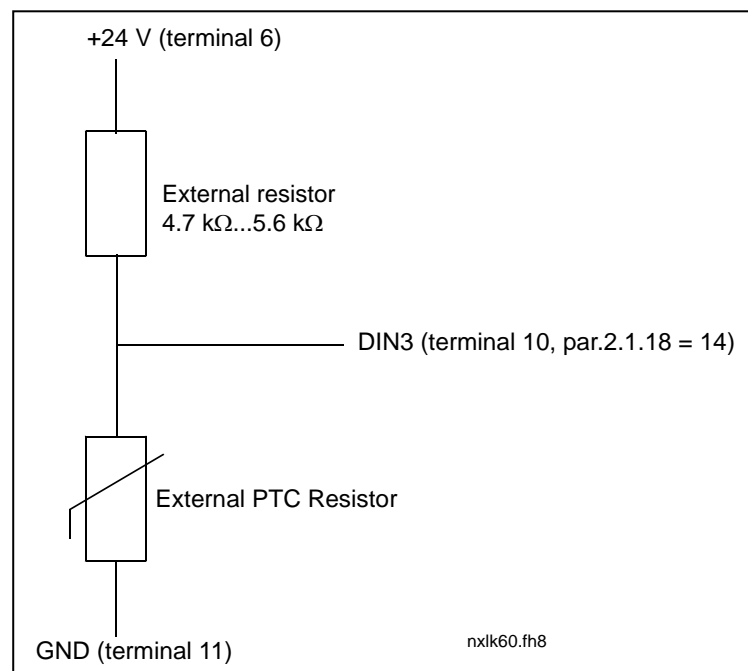 +24 V (terminal 6)
External resistor
4.7 kΩ...5.6 kΩ
DIN3 (terminal 10, par.2.1.18 = 14)
External PTC Resistor
GND (terminal 11)
nxlk60.fh8